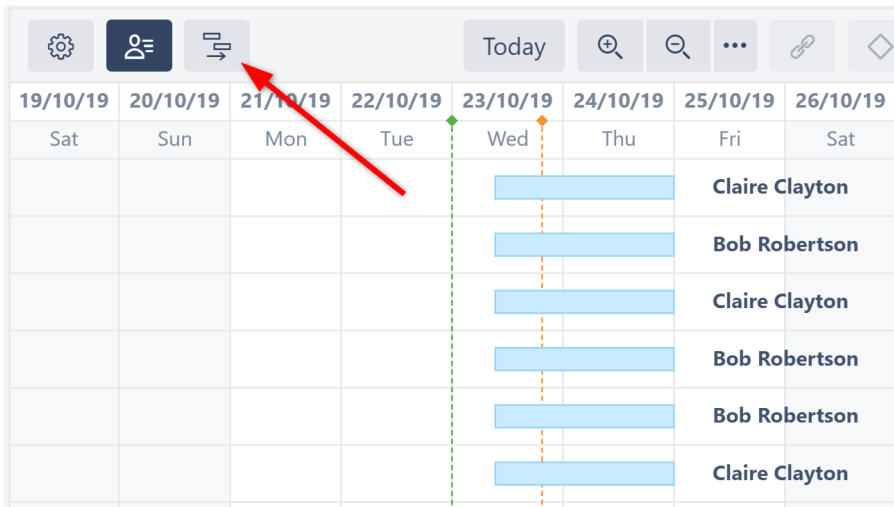 Today
19/10/19 20/10/19 21/10/19 22/10/19 23/10/19 24/10/19 25/10/19 26/10/19
Sat Sun Mon Tue Wed Thu Fri Sat
Claire Clayton
Bob Robertson
Claire Clayton
Bob Robertson
Bob Robertson
Claire Clayton